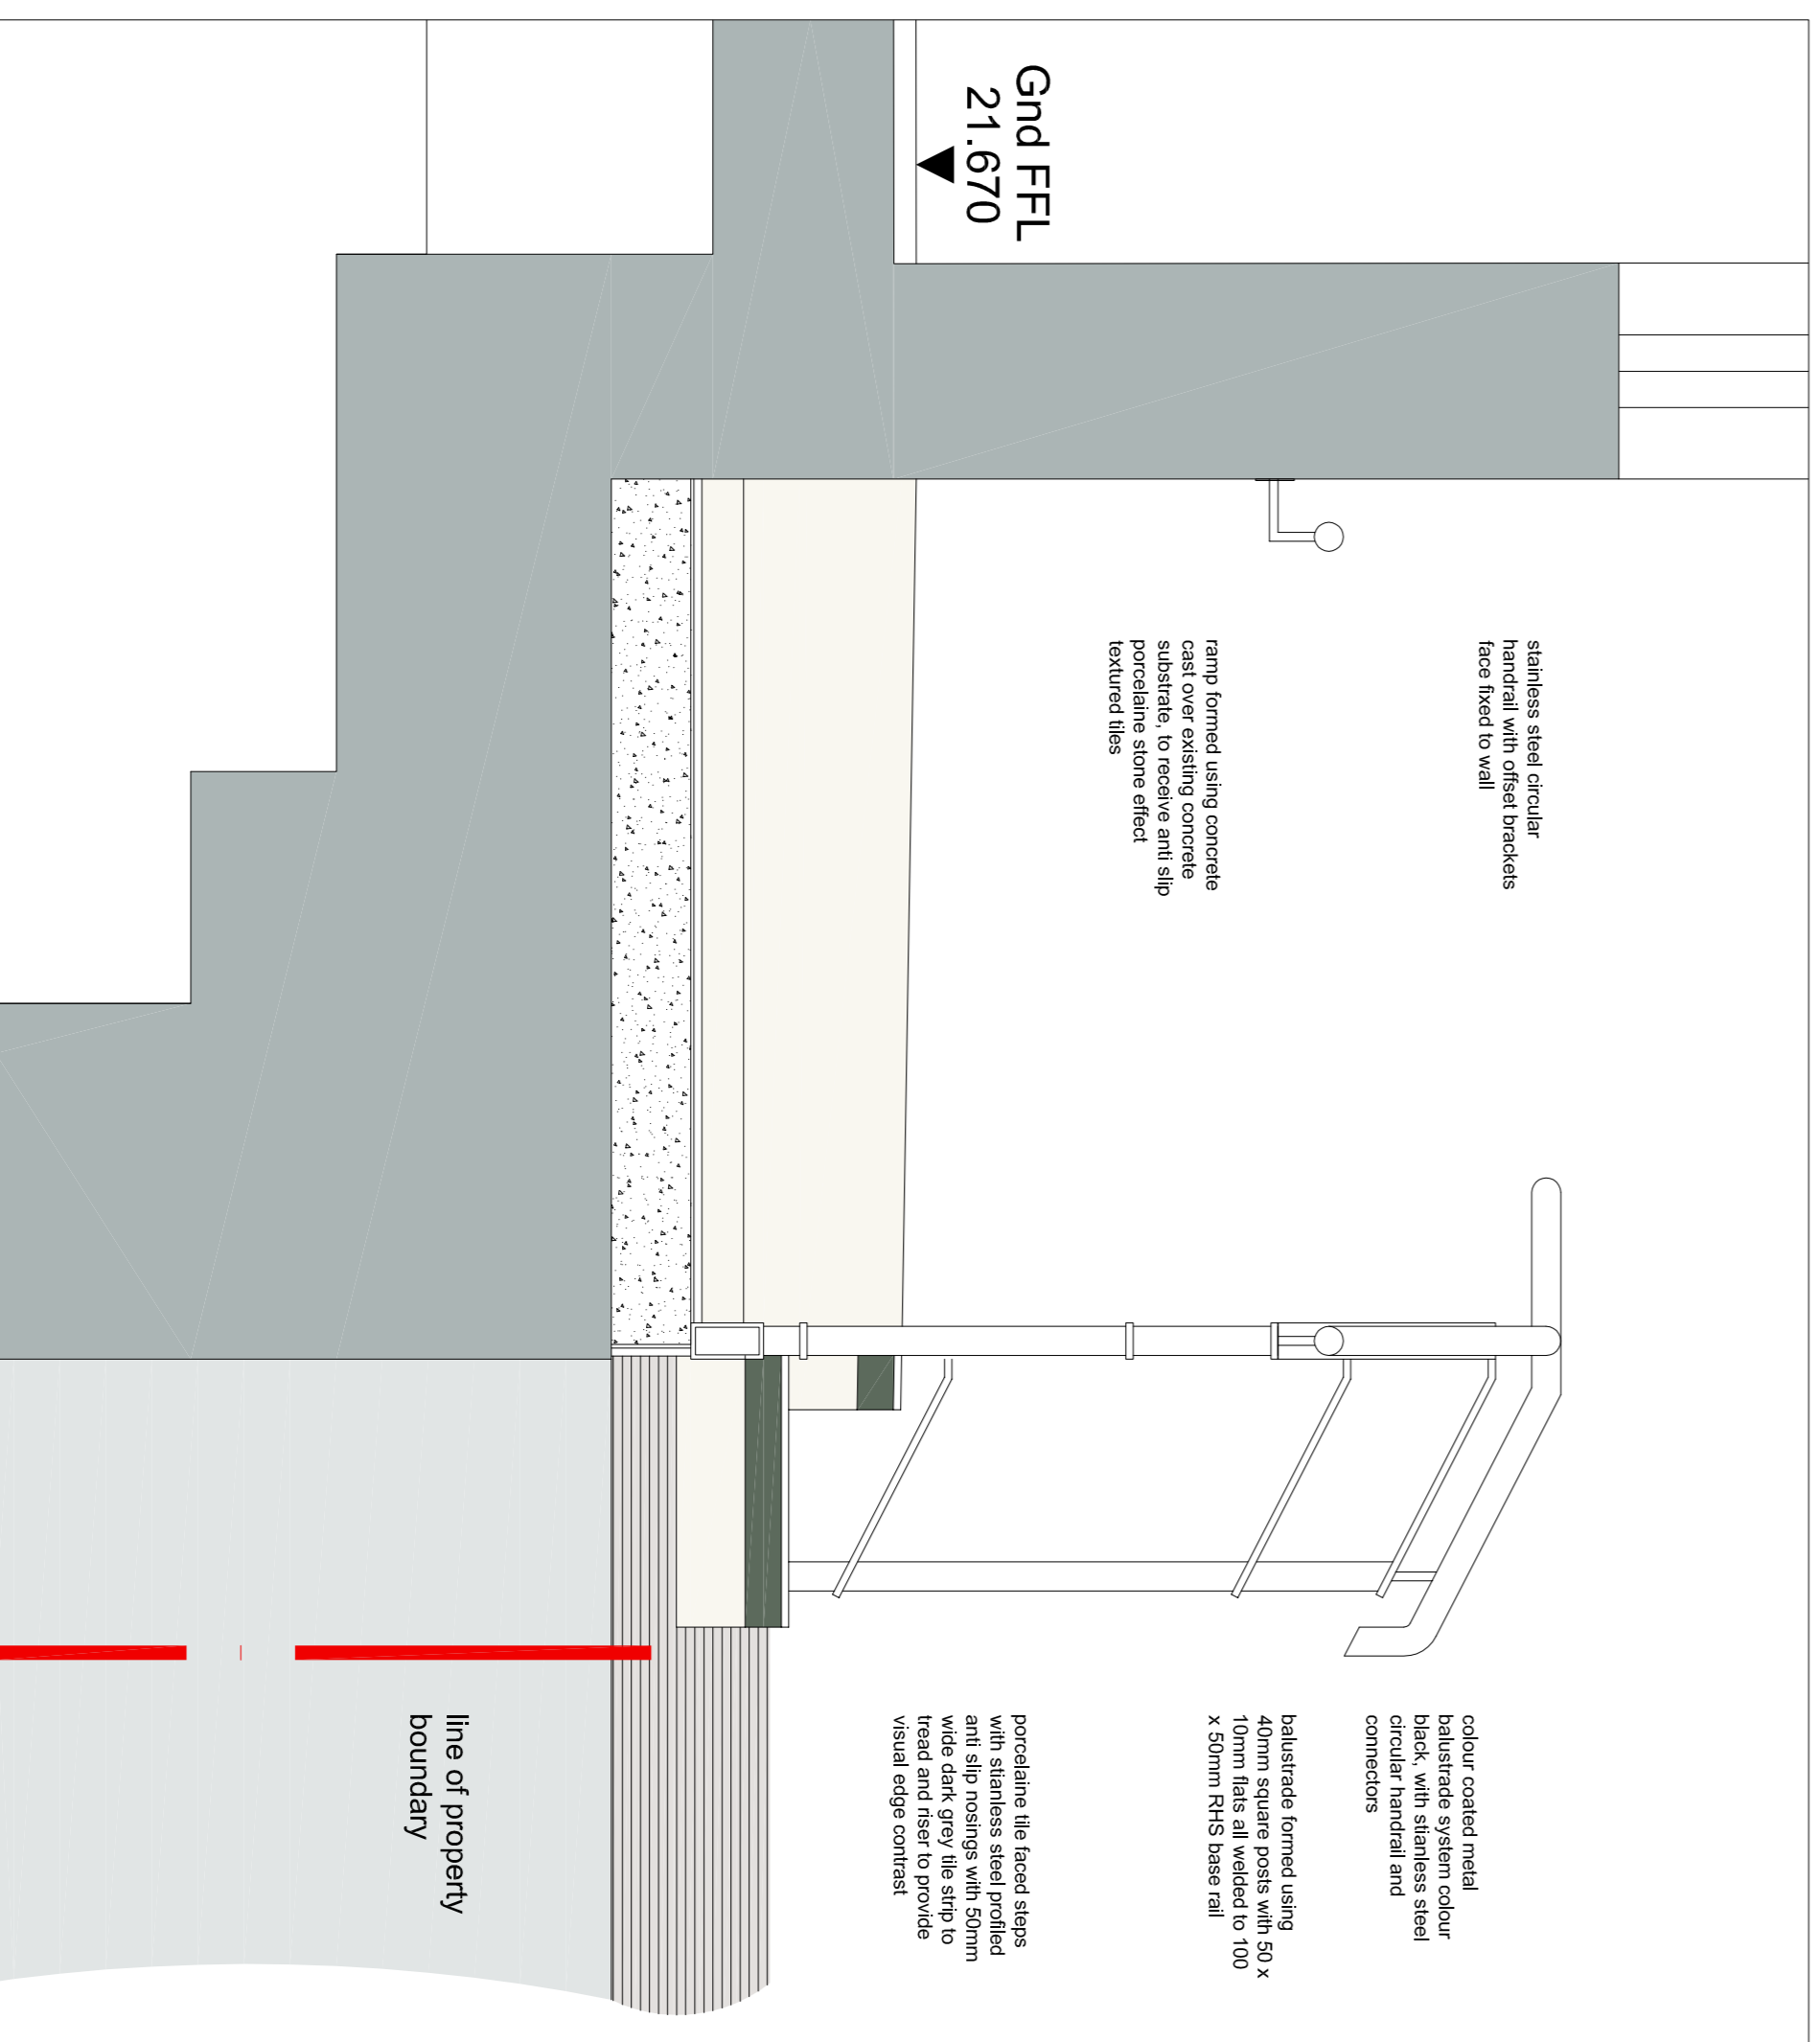 Gnd FFL
21.670
stainless steel circular
handrail with offset brackets
face fixed to wall
ramp formed using concrete
cast over existing concrete
substrate, to receive anti slip
porcelaine stone effect
textured tiles
colour coated metal
balustrade system colour
black, with stianless steel
circular handrail and
connectors
balustrade formed using
40mm square posts with 50 x
10mm flats all welded to 100
x 50mm RHS base rail
porcelaine tile faced steps
with stianless steel profiled
anti slip nosings with 50mm
wide dark grey tile strip to
tread and riser to provide
visual edge contrast
line of property
boundary